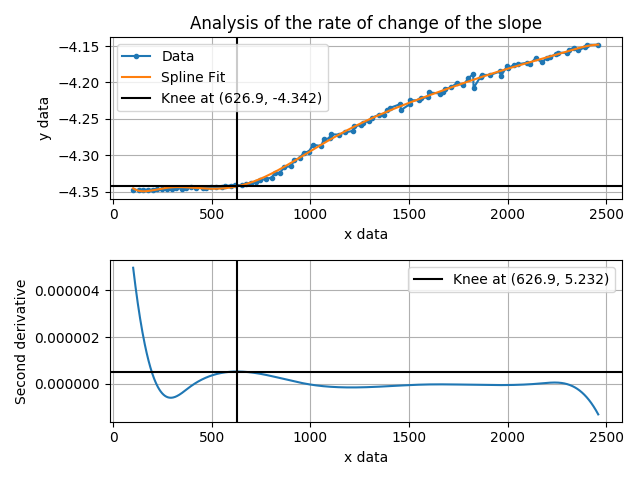 Analysis of the rate of change of the slope
−4.15
−4.20
−4.25
−4.30
−4.35
y data
Data
Spline Fit
Knee at (626.9, -4.342)
0 500 1000 1500 2000 2500
x data
0.000004
0.000002
0.000000
Second derivative
Knee at (626.9, 5.232)
0 500 1000 1500 2000 2500
x data